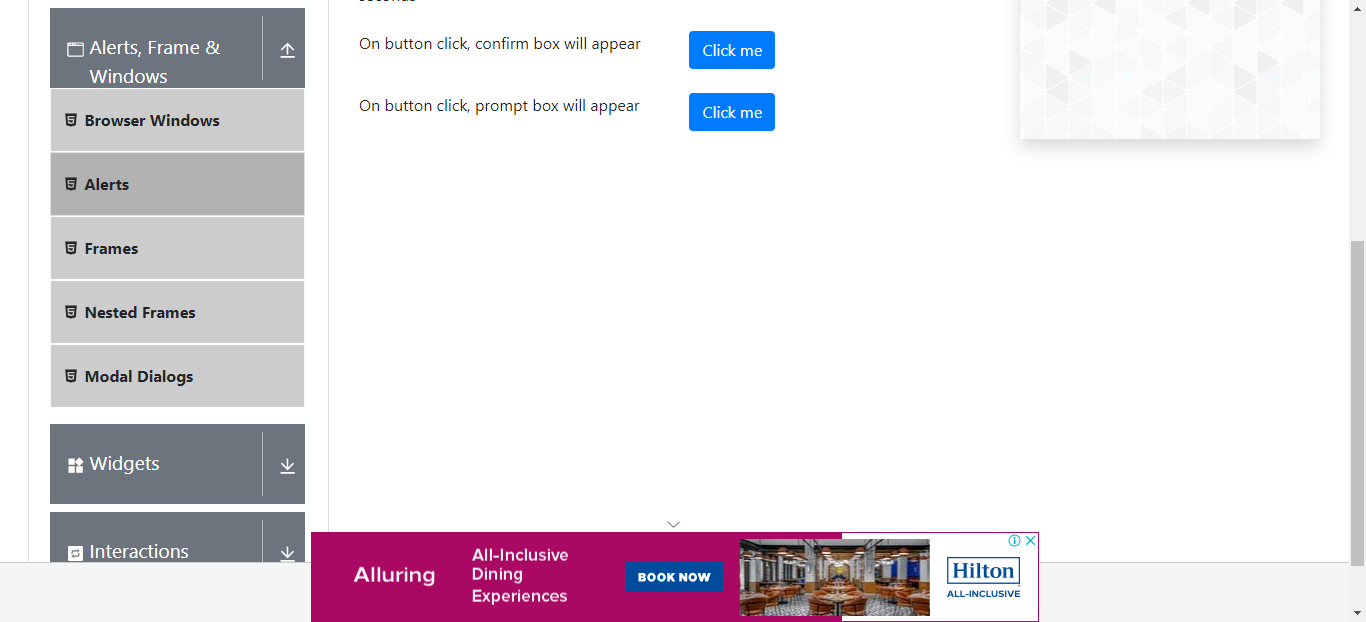 Alerts, Frame &
Windows
Browser Windows
Alerts
Frames
Nested Frames
Modal Dialogs
Widgets
Interactions
On button click, confirm box will appear
Click me
On button click, prompt box will appear
Click me
Alluring
All-Inclusive
Dining
Experiences
BOOK NOW
Hilton
ALL-INCLUSIVE